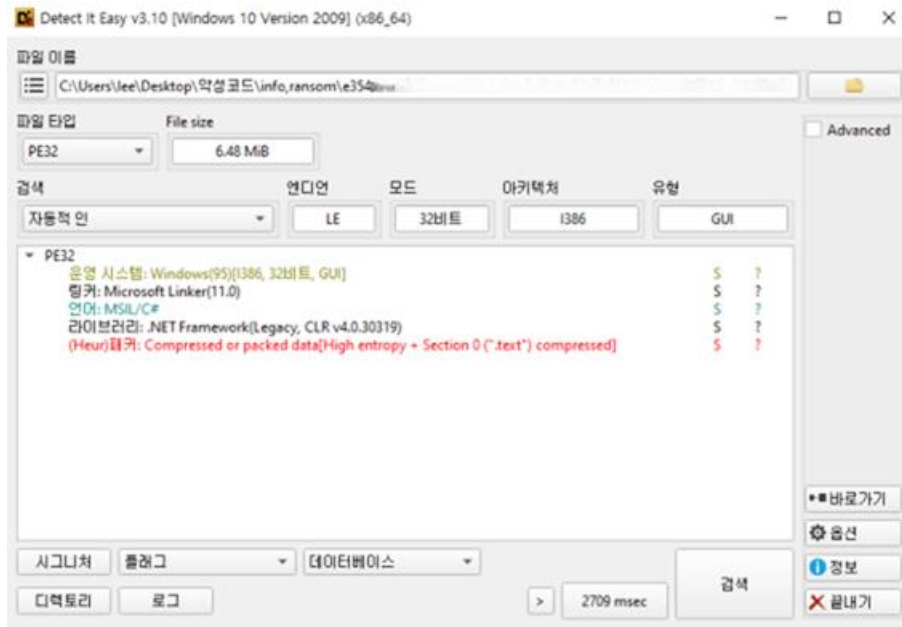 Detect It Easy v3.10 [Windows 10 Version 2009] (x86_64)
파일 이름
C:\Users\lee\Desktop\악성코드\info,ransom\e354
파일 타입 File size
Advanced
PE32 6.48 MiB
검색 엔디언 모드 아키텍처 유형
자동적 인 LE 32비트 I386 GUI
PE32
운영 시스템: Windows(95)[I386, 32비트, GUI] S ?
링커: Microsoft Linker(11.0) S ?
언어: MSIL/C# S ?
라이브러리: .NET Framework(Legacy, CLR v4.0.30319) S ?
(Heur)패커: Compressed or packed data[High entropy + Section 0 (".text") compressed] S ?
바로가기
옵션
시그니처 플래그 데이터베이스 검색 정보
디렉토리 로그 > 2709 msec 끝내기